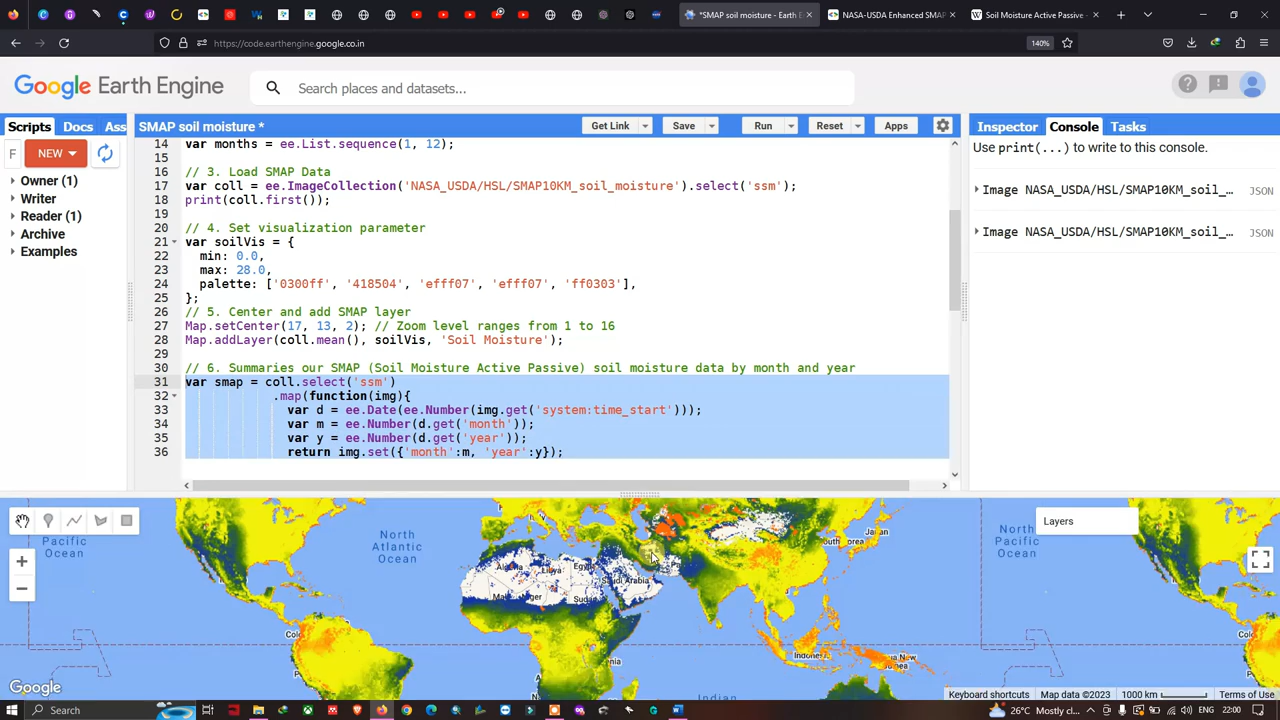 *SMAP soil moisture - Earth E
NASA-USDA Enhanced SMAP
Soil Moisture Active Passive -
https://code.earthengine.google.co.in
140%
Google Earth Engine
Search places and datasets...
Scripts Docs Ass
SMAP soil moisture *
Get Link
Save
Run
Reset
Apps
Inspector Console Tasks
F
NEW
Owner (1)
Writer
Reader (1)
Archive
Examples
14 var months = ee.List.sequence(1, 12);
15
16 // 3. Load SMAP Data
17 var coll = ee.ImageCollection('NASA_USDA/HSL/SMAP10KM_soil_moisture').select('ssm');
18 print(coll.first());
19
20 // 4. Set visualization parameter
21 var soilVis = {
22 min: 0.0,
23 max: 28.0,
24 palette: ['0300ff', '418504', 'efff07', 'efff07', 'ff0303'],
25 };
26 // 5. Center and add SMAP layer
27 Map.setCenter(17, 13, 2); // Zoom level ranges from 1 to 16
28 Map.addLayer(coll.mean(), soilVis, 'Soil Moisture');
29
30 // 6. Summaries our SMAP (Soil Moisture Active Passive) soil moisture data by month and year
31 var smap = coll.select('ssm')
32 .map(function(img){
33 var d = ee.Date(ee.Number(img.get('system:time_start')));
34 var m = ee.Number(d.get('month'));
35 var y = ee.Number(d.get('year'));
36 return img.set({'month':m, 'year':y});
Use print(...) to write to this console.
Image NASA_USDA/HSL/SMAP10KM_soil_… JSON
Image NASA_USDA/HSL/SMAP10KM_soil_… JSON
Layers
Pacific
Ocean
North
Atlantic
Ocean
North
Pacific
Ocean
Libya
Saudi Arabia
Sudan
Japan
Indonesia
Indian
Google
Keyboard shortcuts
Map data ©2023
1000 km
Terms of Use
Search
26°C Mostly cl...
ENG
22:00